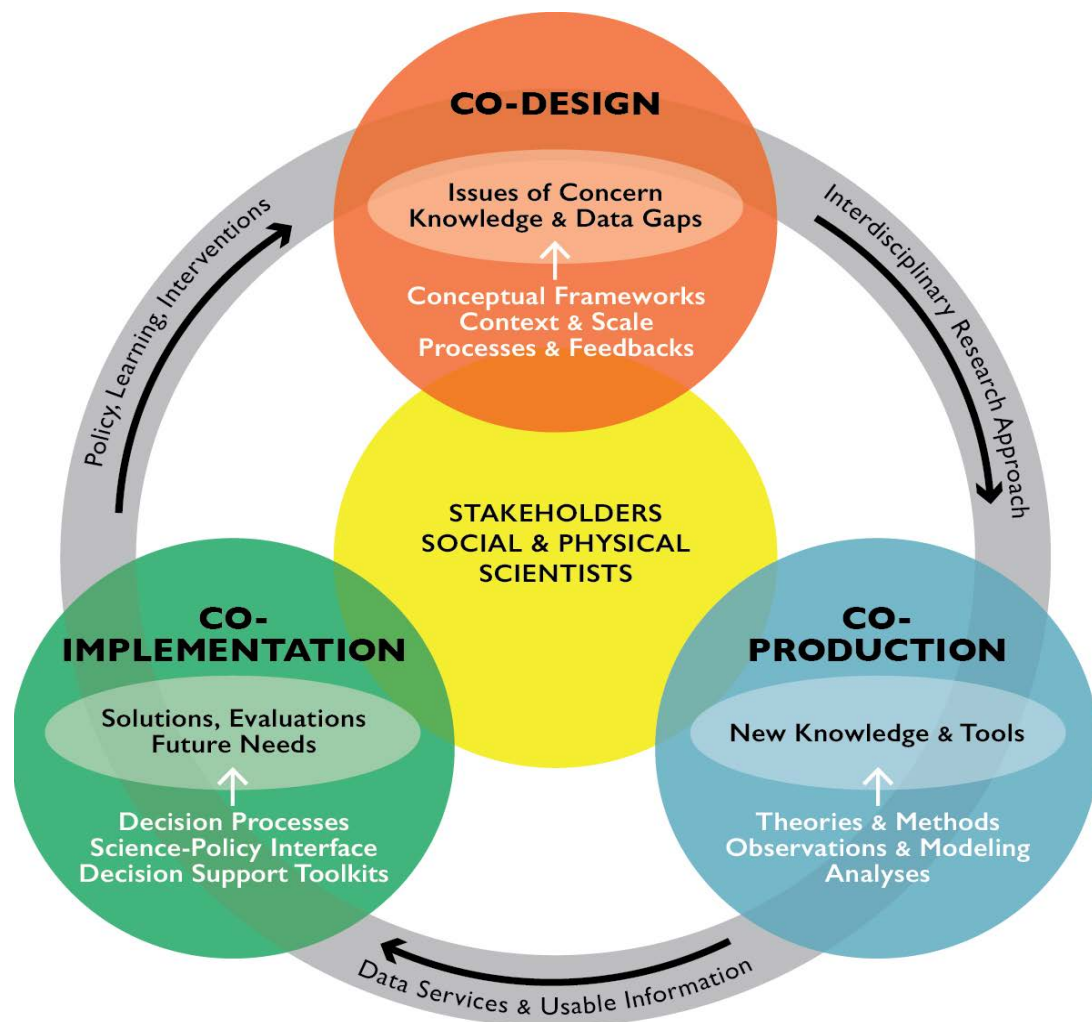 CO-DESIGN
Issues of Concern
Knowledge & Data Gaps
Conceptual Frameworks
Context & Scale
Processes & Feedbacks
Policy, Learning, Interventions
Interdisciplinary Research Approach
STAKEHOLDERS
SOCIAL & PHYSICAL
SCIENTISTS
CO-
IMPLEMENTATION
Solutions, Evaluations
Future Needs
Decision Processes
Science-Policy Interface
Decision Support Toolkits
CO-
PRODUCTION
New Knowledge & Tools
Theories & Methods
Observations & Modeling
Analyses
Data Services & Usable Information